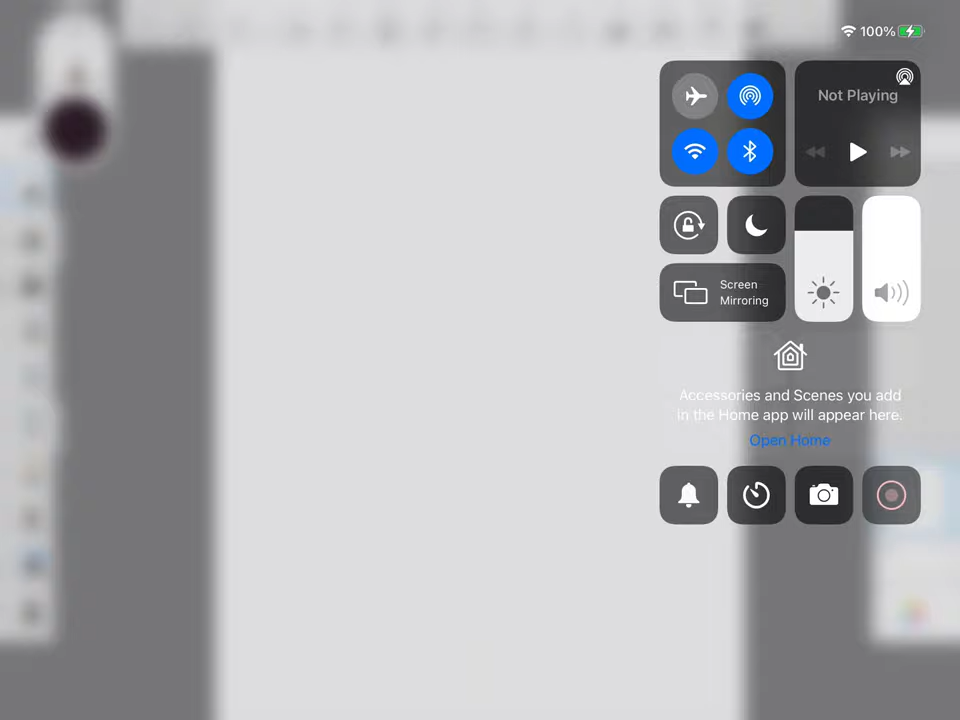 100%
Not Playing
Screen
Mirroring
Accessories and Scenes you add
in the Home app will appear here.
Open Home